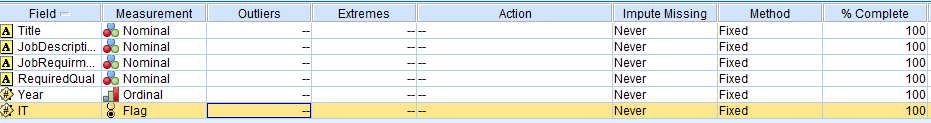 Field Measurement Outliers Extremes Action Impute Missing Method % Complete
A Title Nominal -- -- -- Never Fixed 100
A JobDescripti... Nominal -- -- -- Never Fixed 100
A JobRequirm... Nominal -- -- -- Never Fixed 100
A RequiredQual Nominal -- -- -- Never Fixed 100
# Year Ordinal -- -- -- Never Fixed 100
# IT Flag -- -- -- Never Fixed 100